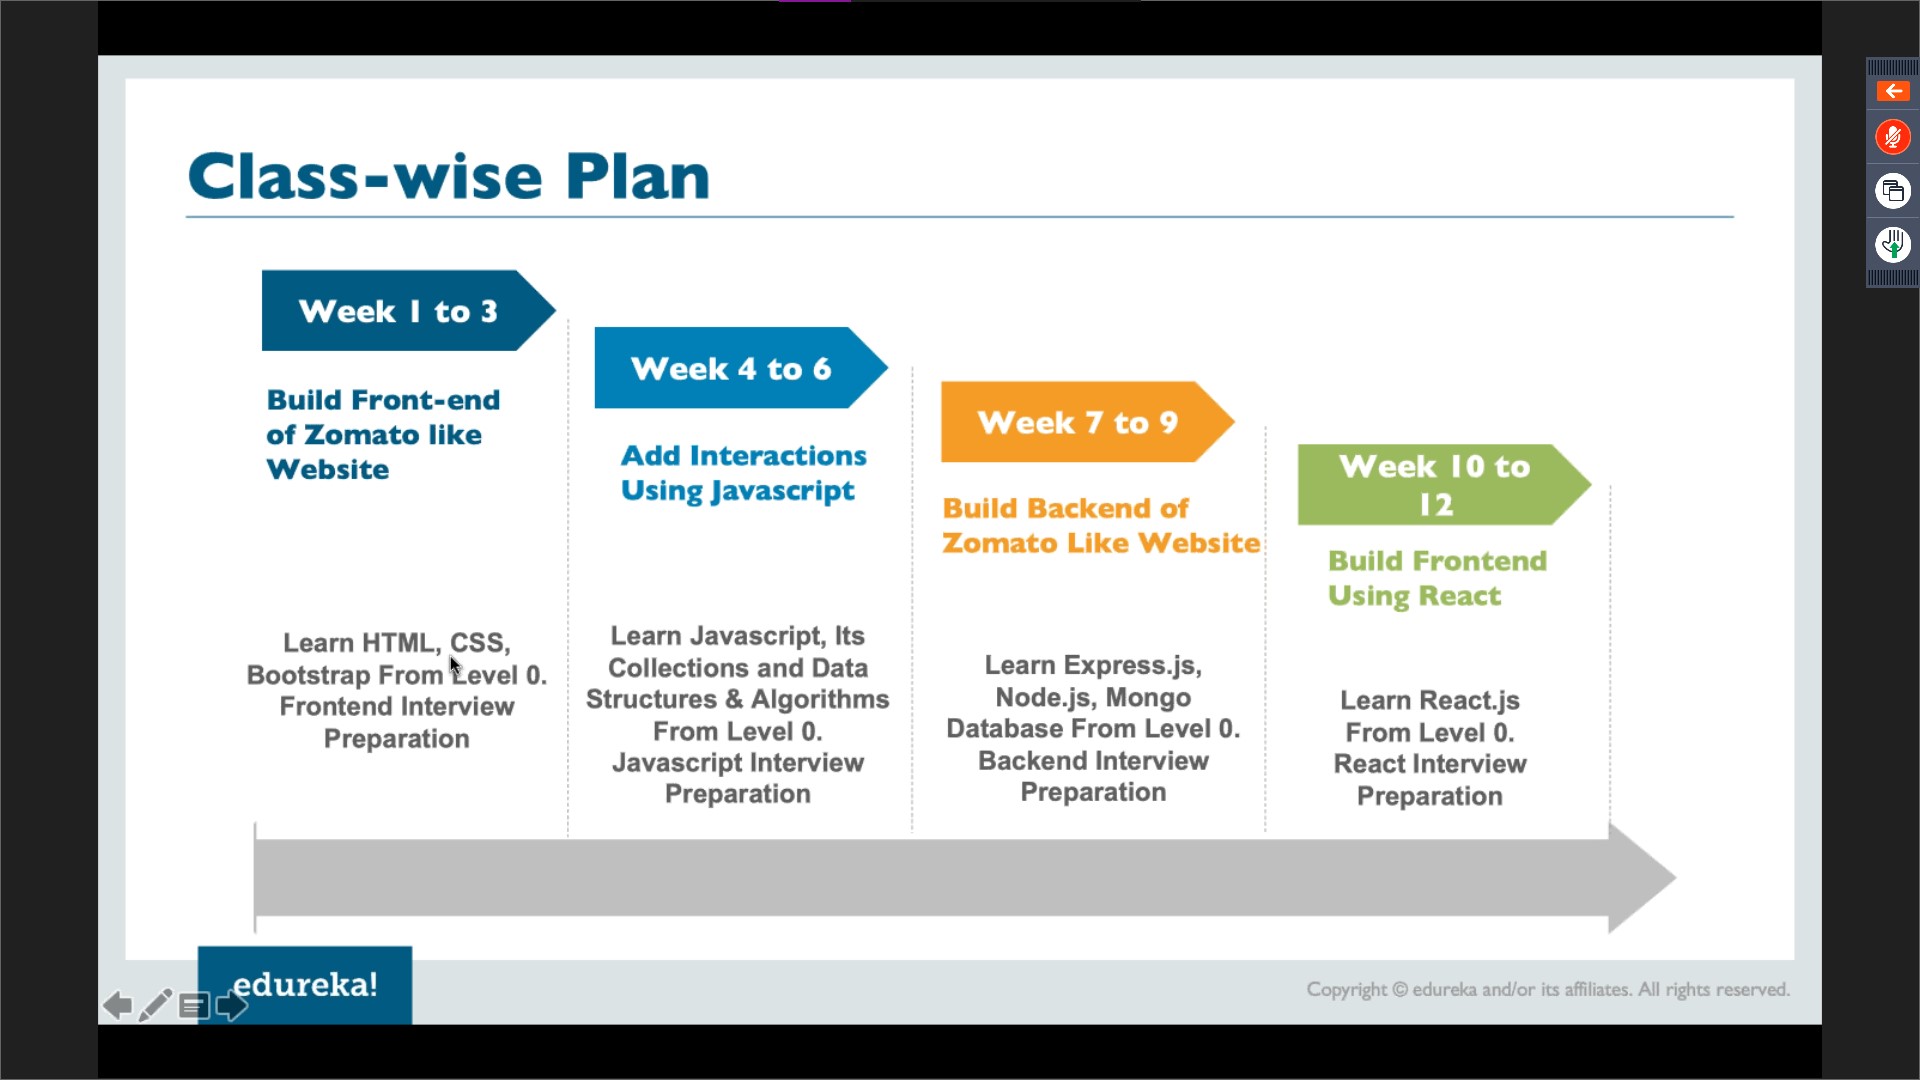 Class-wise Plan
Week 1 to 3
Build Front-end
of Zomato like
Website
Learn HTML, CSS,
Bootstrap From Level 0.
Frontend Interview
Preparation
Week 4 to 6
Add Interactions
Using Javascript
Learn Javascript, Its
Collections and Data
Structures & Algorithms
From Level 0.
Javascript Interview
Preparation
Week 7 to 9
Build Backend of
Zomato Like Website
Learn Express.js,
Node.js, Mongo
Database From Level 0.
Backend Interview
Preparation
Week 10 to
12
Build Frontend
Using React
Learn React.js
From Level 0.
React Interview
Preparation
edureka!
Copyright © edureka and/or its affiliates. All rights reserved.